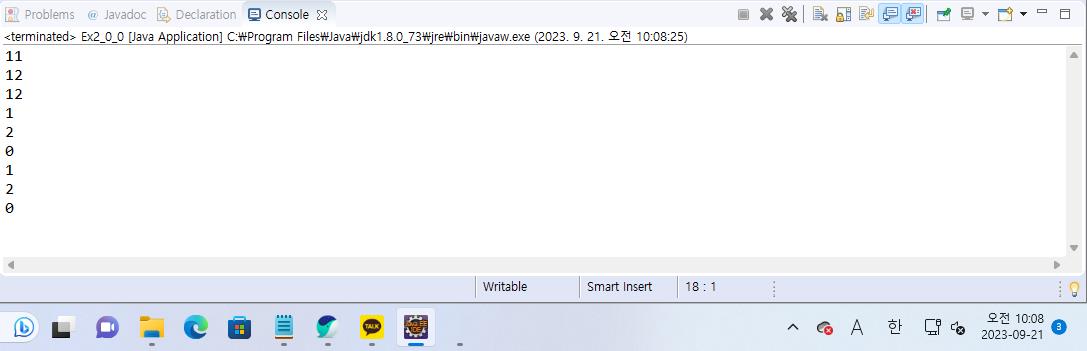 Problems @ Javadoc Declaration Console
<terminated> Ex2_0_0 [Java Application] C:₩Program Files₩Java₩jdk1.8.0_73₩jre₩bin₩javaw.exe (2023. 9. 21. 오전 10:08:25)
11
12
12
1
2
0
1
2
0
Writable Smart Insert 18 : 1
TALK
A 한 오전 10:08 3
2023-09-21